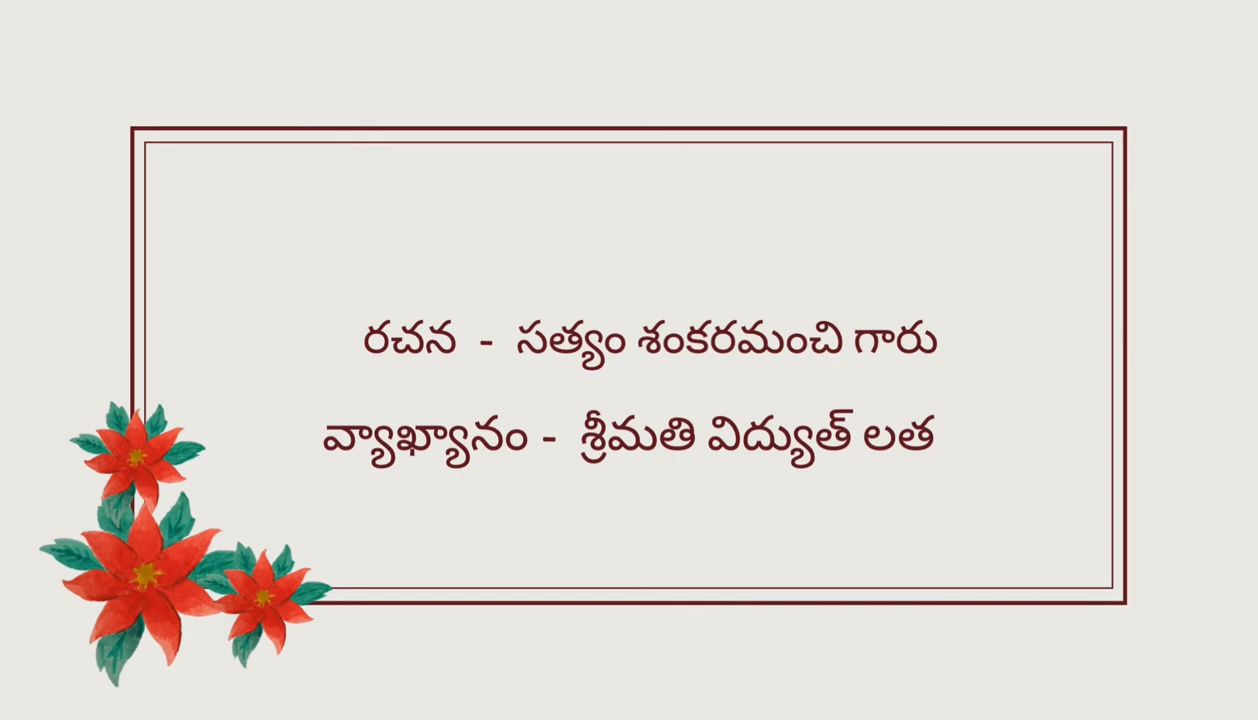 రచన - సత్యం శంకరమంచి గారు
వ్యాఖ్యానం - శ్రీమతి విద్యుత్ లత